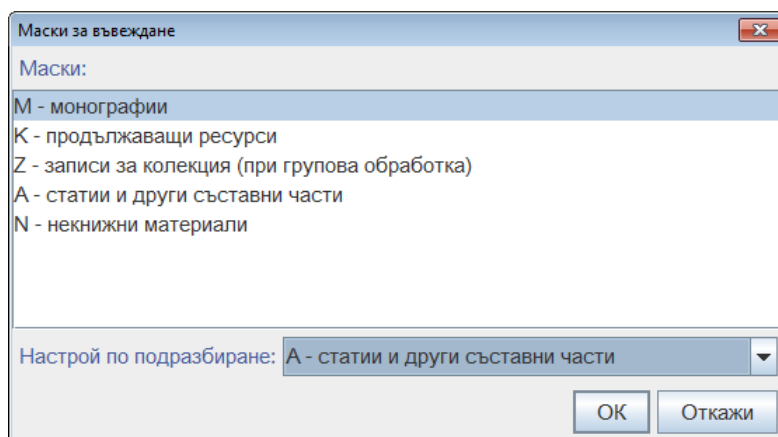 Маски за въвеждане
Маски:
M - монографии
K - продължаващи ресурси
Z - записи за колекция (при групова обработка)
A - статии и други съставни части
N - некнижни материали
Настрой по подразбиране: A - статии и други съставни части
ОК Откажи